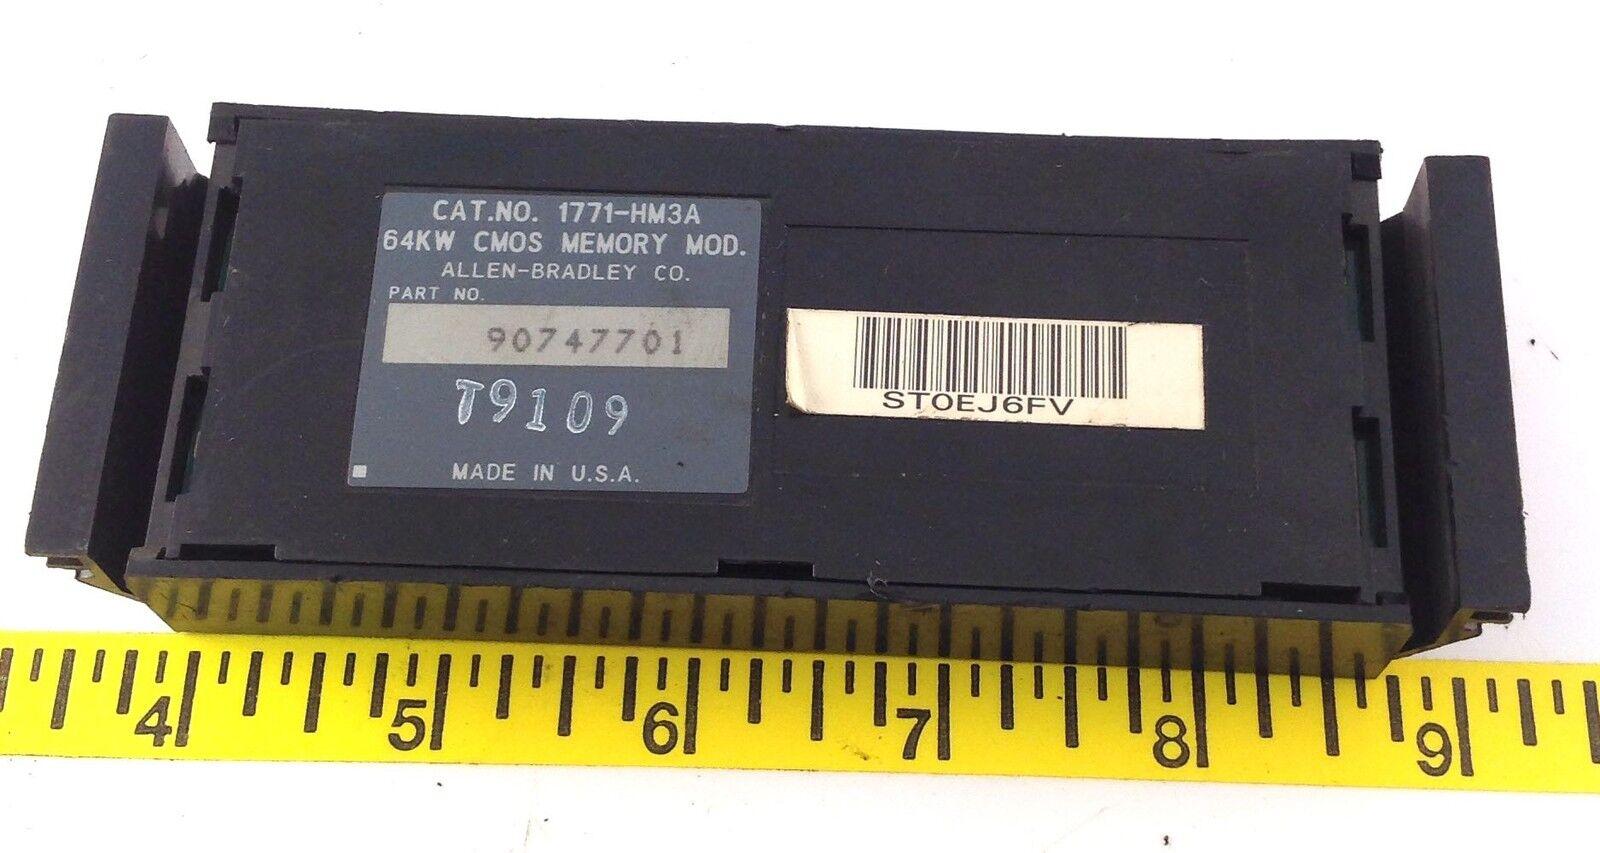 CAT.NO. 1771-HM3A
64KW CMOS MEMORY MOD.
ALLEN-BRADLEY CO.
PART NO.
90747701
T9109
MADE IN U.S.A.
STOEJ6FV
4 5 6 7 8 9